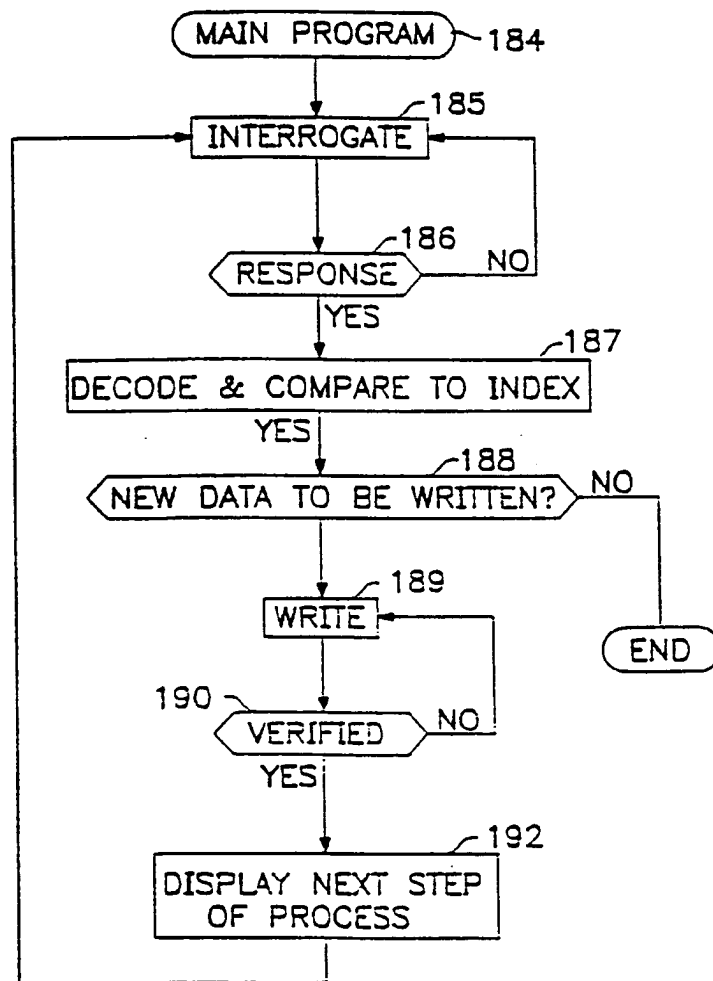 MAIN PROGRAM
184
185
INTERROGATE
186
RESPONSE
NO
YES
187
DECODE & COMPARE TO INDEX
YES
188
NEW DATA TO BE WRITTEN?
NO
189
WRITE
END
190
VERIFIED
NO
YES
192
DISPLAY NEXT STEP
OF PROCESS